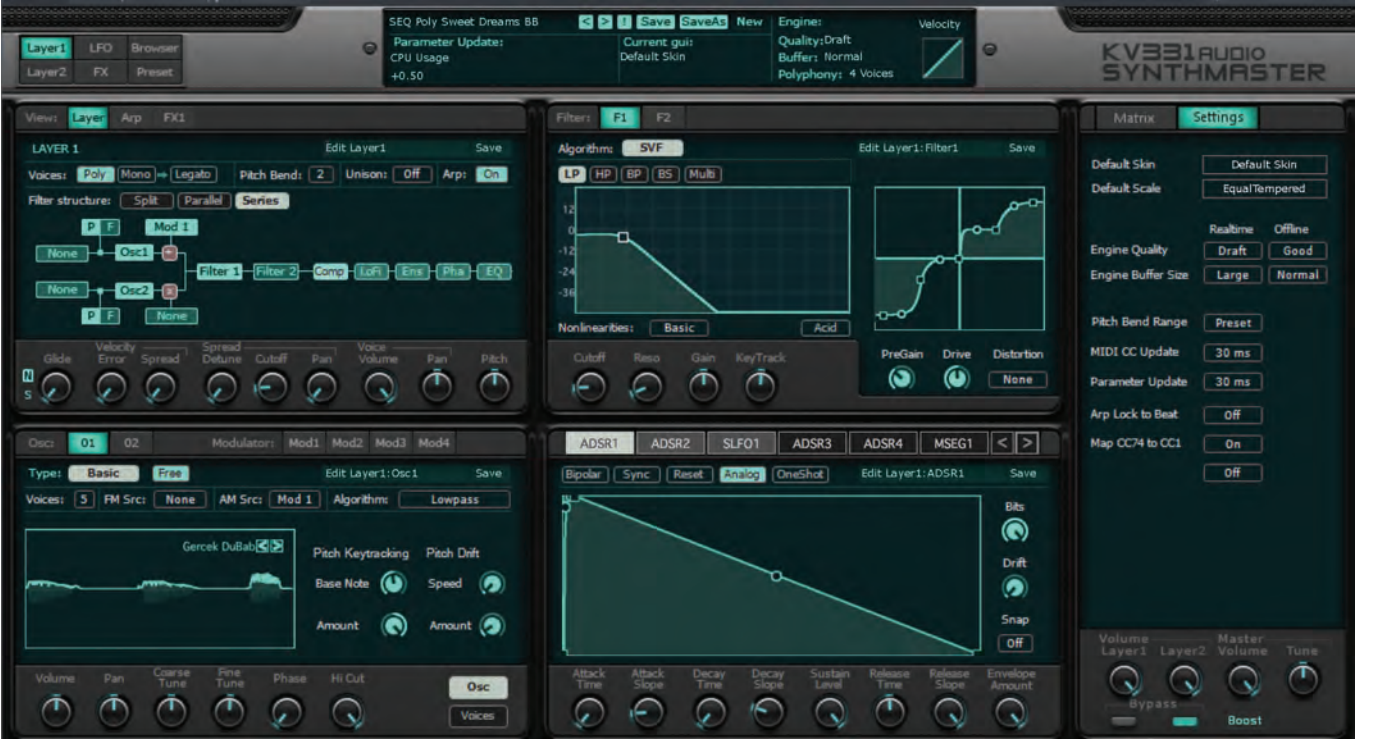 SEQ Poly Sweet Dreams BB < > ! Save SaveAs New Engine: Velocity
Layer1 LFO Browser
Parameter Update: Current gui: Quality:Draft
CPU Usage Default Skin Buffer: Normal
Layer2 FX Preset
+0.50 Polyphony: 4 Voices
KV331 AUDIO
SYNTHMASTER
View: Layer Arp FX1
LAYER 1 Edit Layer1 Save
Voices: Poly Mono Legato Pitch Bend: 2 Unison: Off Arp: On
Filter structure: Split Parallel Series
P F Mod 1
None Osc1 +
Filter 1 Filter 2 Comp LoFi Ens Pha EQ
None Osc2
P F None
Velocity Spread Voice
Glide Error Spread Detune Cutoff Pan Volume Pan Pitch
N
S
Filter: F1 F2
Algorithm: SVF Edit Layer1:Filter1 Save
LP HP BP BS Multi
12
0
-12
-24
-36
Nonlinearities: Basic Acid
Cutoff Reso Gain KeyTrack
PreGain Drive Distortion
None
Matrix Settings
Default Skin Default Skin
Default Scale EqualTempered
Realtime Offline
Engine Quality Draft Good
Engine Buffer Size Large Normal
Pitch Bend Range Preset
MIDI CC Update 30 ms
Parameter Update 30 ms
Arp Lock to Beat Off
Map CC74 to CC1 On
Off
Osc: 01 02 Modulator: Mod1 Mod2 Mod3 Mod4
Type: Basic Free Edit Layer1:Osc1 Save
Voices: 5 FM Src: None AM Src: Mod 1 Algorithm: Lowpass
Gercek DuBab < >
Pitch Keytracking Pitch Drift
Base Note Speed
Amount Amount
Volume Pan Coarse Tune Fine Tune Phase Hi Cut
Osc
Voices
ADSR1 ADSR2 SLFO1 ADSR3 ADSR4 MSEG1 < >
Bipolar Sync Reset Analog OneShot Edit Layer1:ADSR1 Save
Bits
Drift
Snap
Off
Attack Attack Decay Decay Sustain Release Release Envelope
Time Slope Time Slope Level Time Slope Amount
Volume Master
Layer1 Layer2 Volume Tune
Bypass
Boost